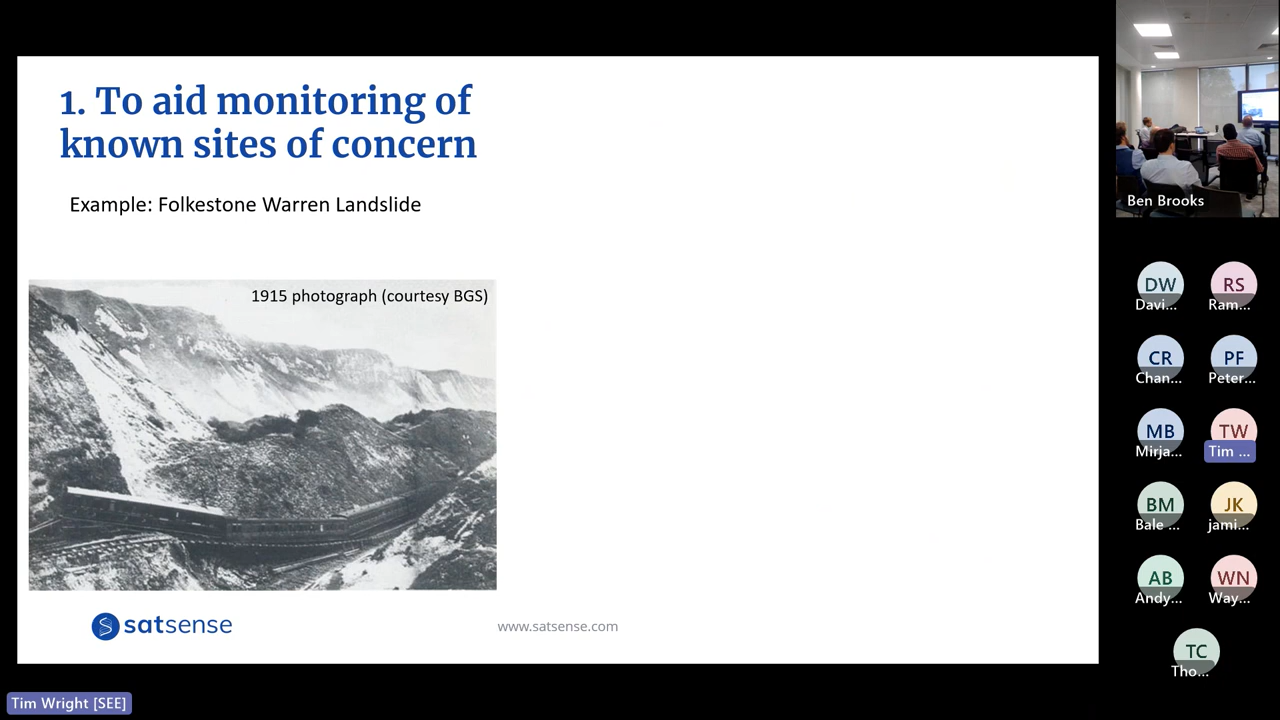 1. To aid monitoring of
known sites of concern
Example: Folkestone Warren Landslide
1915 photograph (courtesy BGS)
satsense
www.satsense.com
Tim Wright [SEE]
Ben Brooks
DW
Davi...
RS
Ram...
CR
Chan...
PF
Peter...
MB
Mirja...
TW
Tim ...
BM
Bale ...
JK
jami...
AB
Andy...
WN
Way...
TC
Tho...